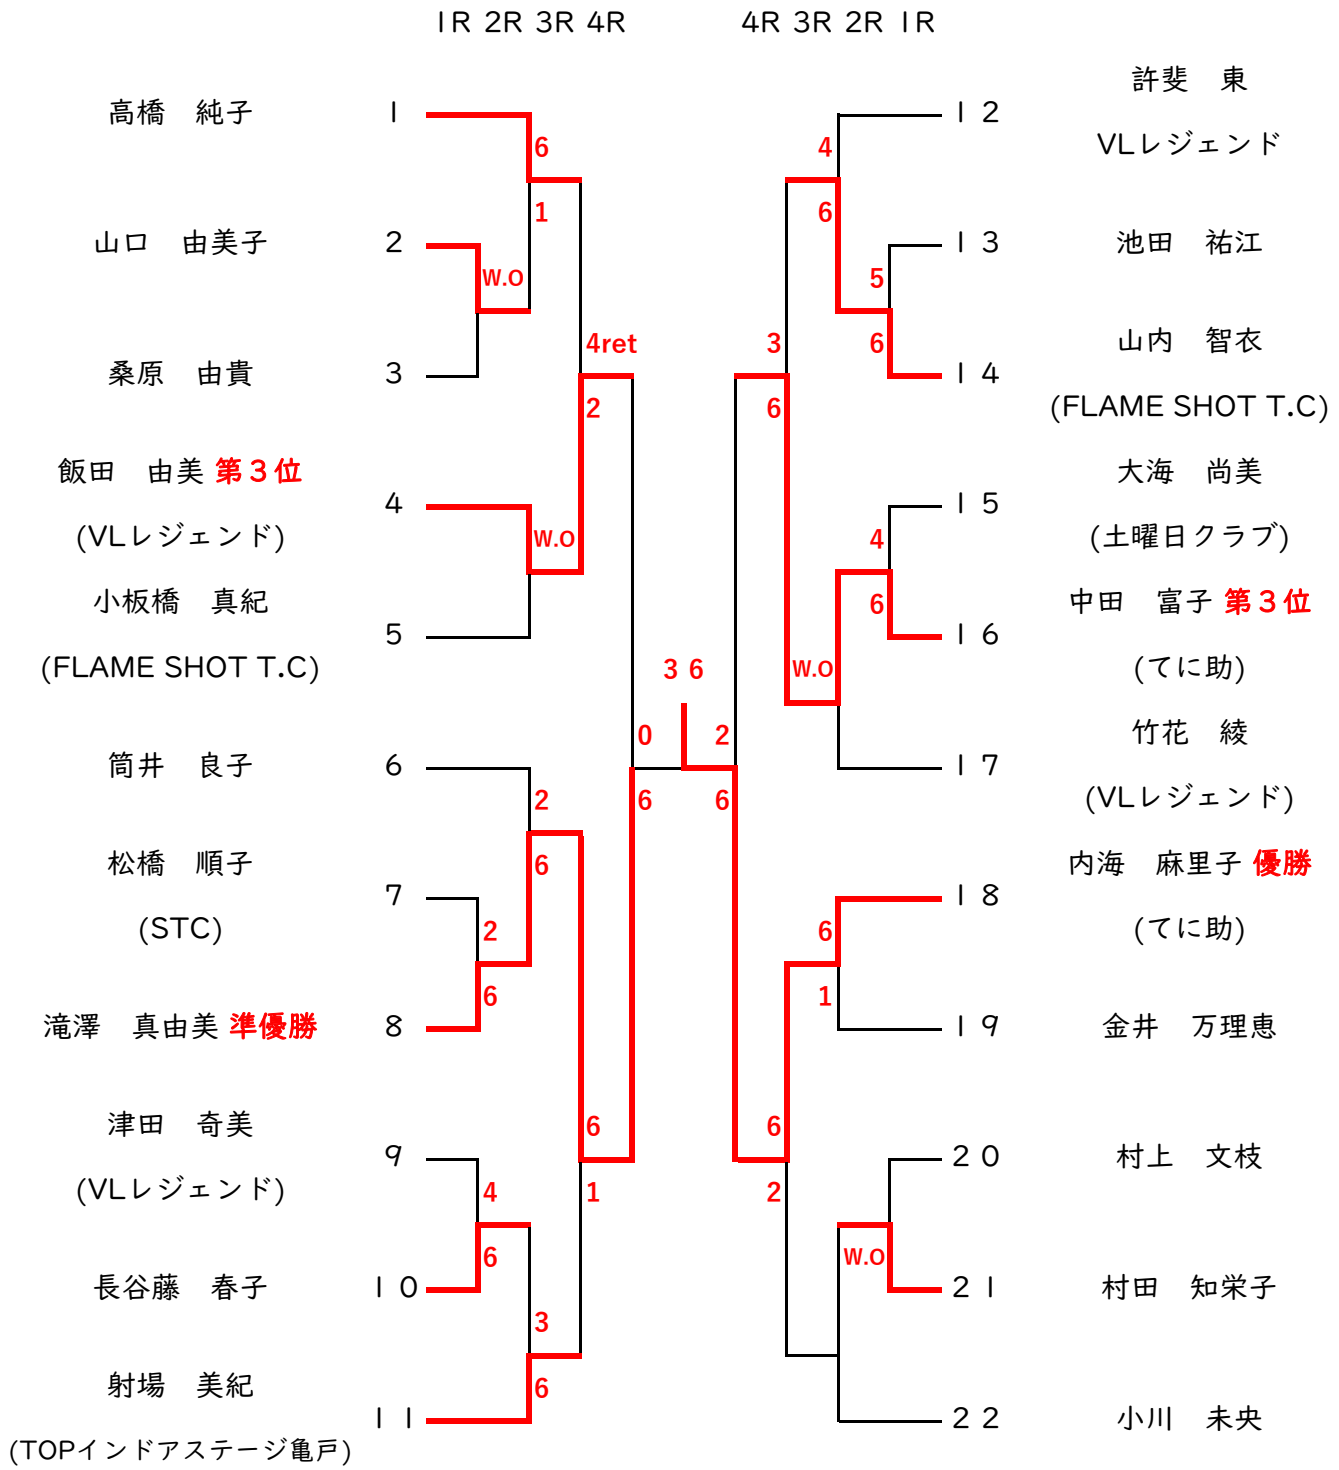 1R 2R 3R 4R
4R 3R 2R 1R
高橋　純子 1
6
1
山口　由美子 2
W.O
桑原　由貴 3
4ret
2
飯田　由美 第３位
4
(VLレジェンド)
W.O
小板橋　真紀
5
(FLAME SHOT T.C)
筒井　良子 6
2
6
松橋　順子
7
(STC)
2
6
滝澤　真由美 準優勝 8
津田　奇美
9
(VLレジェンド)
4
6
長谷藤　春子 10
6
1
3
6
射場　美紀
11
(TOPインドアステージ亀戸)
0
6
3 6
2
6
許斐　東
12
VLレジェンド
4
6
13 池田　祐江
5
6
山内　智衣
14
(FLAME SHOT T.C)
3
6
大海　尚美
15
(土曜日クラブ)
4
6
中田　富子 第３位
16
(てに助)
W.O
竹花　綾
17
(VLレジェンド)
内海　麻里子 優勝
18
(てに助)
6
1
19 金井　万理恵
6
2
20 村上　文枝
W.O
21 村田　知栄子
22 小川　未央